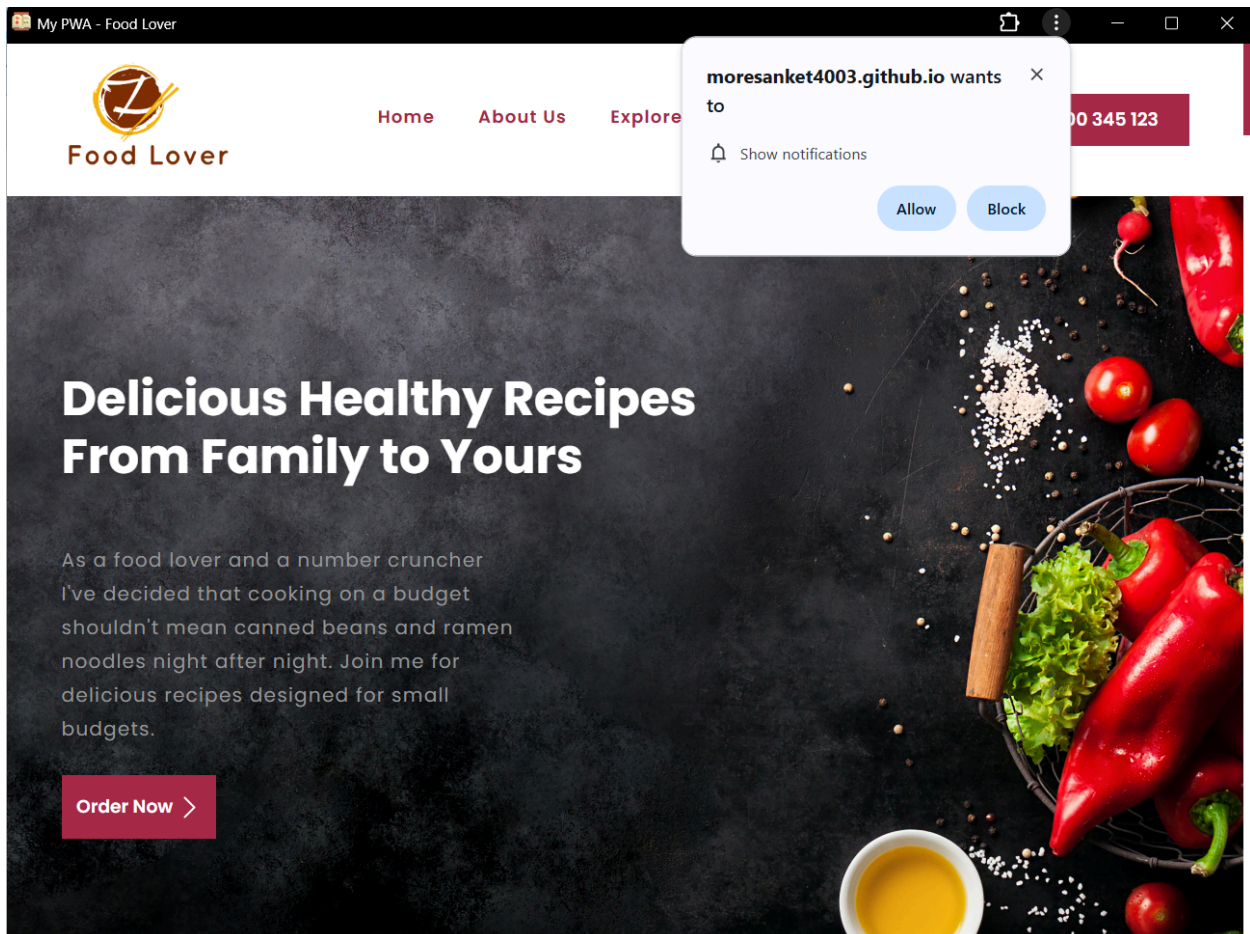 My PWA - Food Lover
moresanket4003.github.io wants
to
Show notifications
Allow Block
Food Lover
Home About Us Explore
00 345 123
Delicious Healthy Recipes
From Family to Yours
As a food lover and a number cruncher
I've decided that cooking on a budget
shouldn't mean canned beans and ramen
noodles night after night. Join me for
delicious recipes designed for small
budgets.
Order Now